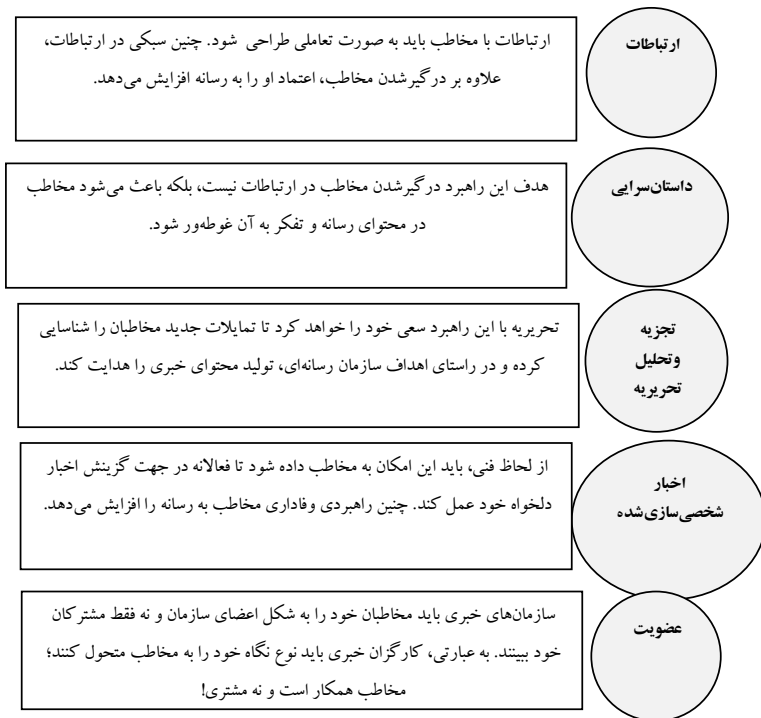 ارتباطات
ارتباطات با مخاطب باید به صورت تعاملی طراحی شود. چنین سبکی در ارتباطات،
علاوه بر درگیرشدن مخاطب، اعتماد او را به رسانه افزایش می‌دهد.
داستان‌سرایی
هدف این راهبرد درگیرشدن مخاطب در ارتباطات نیست، بلکه باعث می‌شود مخاطب
در محتوای رسانه و تفکر به آن غوطه‌ور شود.
تجزیه
وتحلیل
تحریریه
تحریریه با این راهبرد سعی خود را خواهد کرد تا تمایلات جدید مخاطبان را شناسایی
کرده و در راستای اهداف سازمان رسانه‌ای، تولید محتوای خبری را هدایت کند.
اخبار
شخصی‌سازی‌شده
از لحاظ فنی، باید این امکان به مخاطب داده شود تا فعالانه در جهت گزینش اخبار
دلخواه خود عمل کند. چنین راهبردی وفاداری مخاطب به رسانه را افزایش می‌دهد.
عضویت
سازمان‌های خبری باید مخاطبان خود را به شکل اعضای سازمان و نه فقط مشترکان
خود ببینند. به عبارتی، کارگزان خبری باید نوع نگاه خود را به مخاطب متحول کنند؛
مخاطب همکار است و نه مشتری!